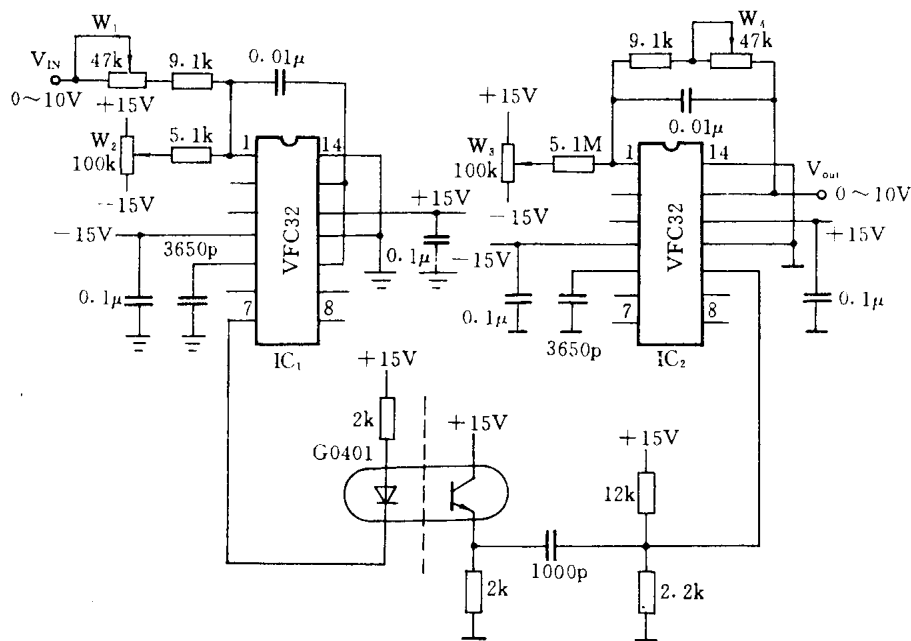 W₁
V_IN
47k
9.1k
0.01μ
0～10V
+15V
W₂
100k
5.1k
−15V
1
14
VFC32
7
8
IC₁
+15V
−15V
3650p
0.1μ
0.1μ
W₄
9.1k
47k
0.01μ
+15V
W₃
100k
5.1M
−15V
1
14
VFC32
7
8
IC₂
V_out
0～10V
+15V
−15V
0.1μ
0.1μ
3650p
+15V
2k
G0401
+15V
2k
1000p
+15V
12k
2.2k